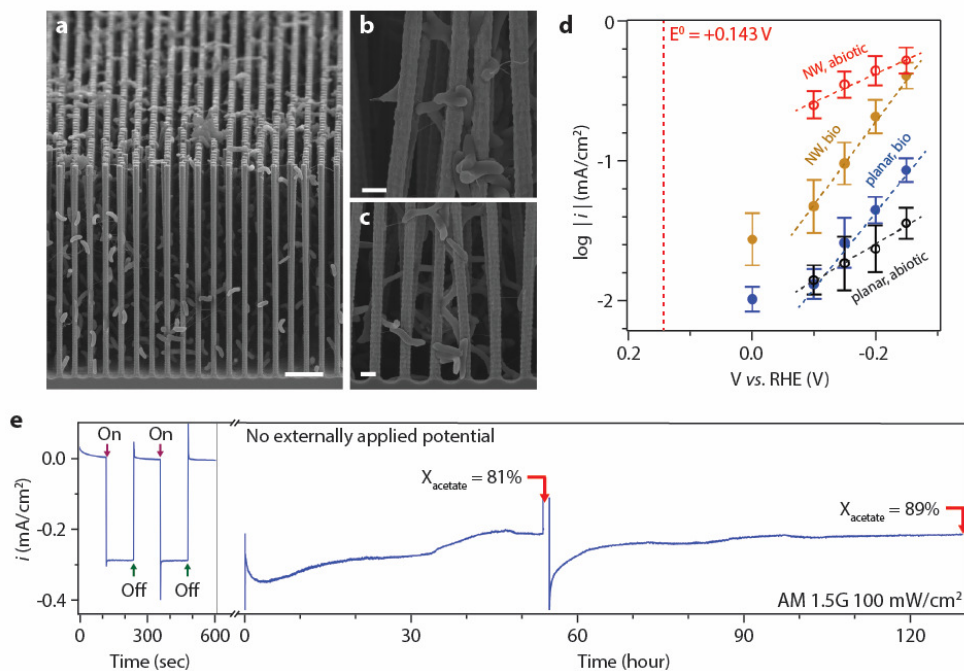 a
b
c
d
E⁰ = +0.143 V
NW, abiotic
NW, bio
planar, bio
planar, abiotic
0
-1
-2
log | i | (mA/cm²)
0.2
0.0
-0.2
V vs. RHE (V)
e
On
On
Off
Off
No externally applied potential
Xacetate = 81%
Xacetate = 89%
AM 1.5G 100 mW/cm²
0.0
-0.2
-0.4
i (mA/cm²)
0
300
600
Time (sec)
0
30
60
90
120
Time (hour)